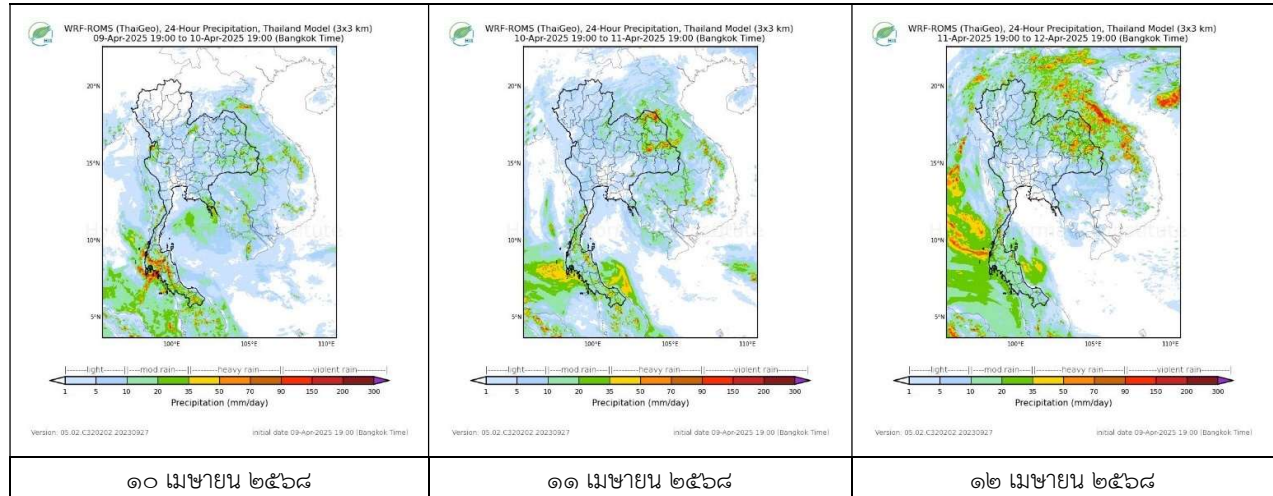 WRF-ROMS (ThaiGeo), 24-Hour Precipitation, Thailand Model (3x3 km)
09-Apr-2025 19:00 to 10-Apr-2025 19:00 (Bangkok Time)
20°N
15°N
10°N
5°N
100°E 105°E 110°E
light mod.rain heavy rain violent rain
1 5 10 20 35 50 70 90 150 200 300
Precipitation (mm/day)
Version: 05.02.C320202 20230927 initial date 09-Apr-2025 19:00 (Bangkok Time)
๑๐ เมษายน ๒๕๖๘
WRF-ROMS (ThaiGeo), 24-Hour Precipitation, Thailand Model (3x3 km)
10-Apr-2025 19:00 to 11-Apr-2025 19:00 (Bangkok Time)
20°N
15°N
10°N
5°N
100°E 105°E 110°E
light mod.rain heavy rain violent rain
1 5 10 20 35 50 70 90 150 200 300
Precipitation (mm/day)
Version: 05.02.C320202 20230927 initial date 09-Apr-2025 19:00 (Bangkok Time)
๑๑ เมษายน ๒๕๖๘
WRF-ROMS (ThaiGeo), 24-Hour Precipitation, Thailand Model (3x3 km)
11-Apr-2025 19:00 to 12-Apr-2025 19:00 (Bangkok Time)
20°N
15°N
10°N
5°N
100°E 105°E 110°E
light mod.rain heavy rain violent rain
1 5 10 20 35 50 70 90 150 200 300
Precipitation (mm/day)
Version: 05.02.C320202 20230927 initial date 09-Apr-2025 19:00 (Bangkok Time)
๑๒ เมษายน ๒๕๖๘